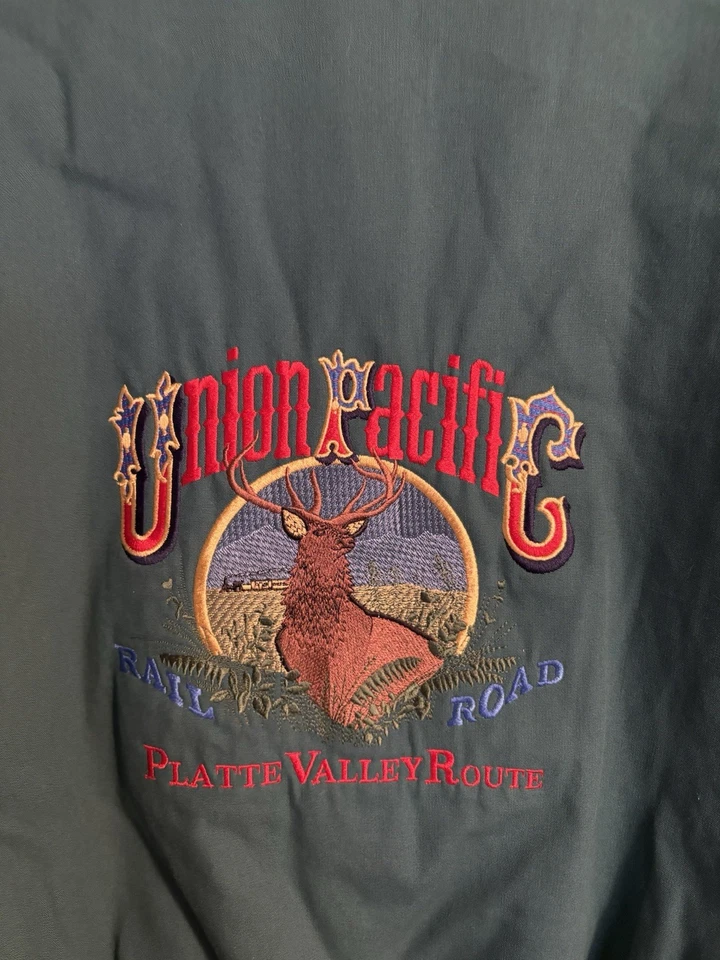 Union Pacific
RAIL ROAD
PLATTE VALLEY ROUTE